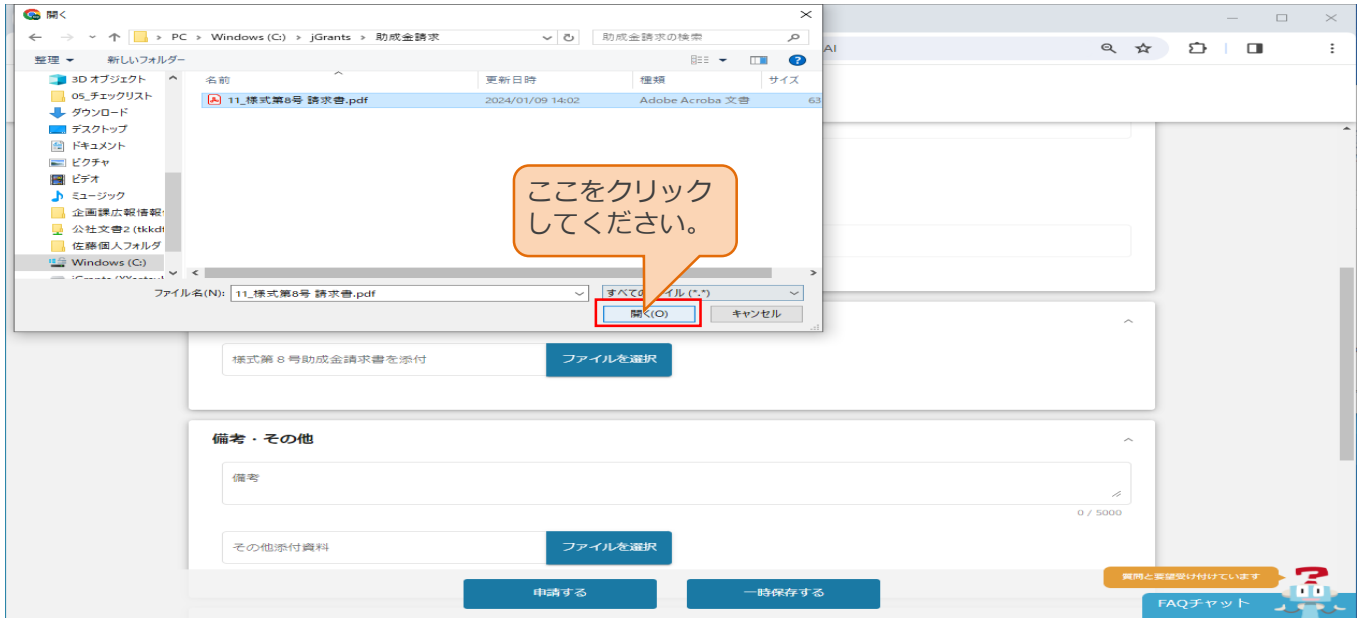 開く
PC > Windows (C:) > jGrants > 助成金請求
助成金請求の検索
AI
整理 新しいフォルダー
名前 更新日時 種類 サイズ
3D オブジェクト
05_チェックリスト
ダウンロード
デスクトップ
ドキュメント
ピクチャ
ビデオ
ミュージック
企画課広報情報
公社文書2 (tkkdf
佐藤個人フォルダ
Windows (C:)
11_様式第8号 請求書.pdf 2024/01/09 14:02 Adobe Acroba 文書 63
ここをクリック
してください。
ファイル名(N): 11_様式第8号 請求書.pdf
すべての イル (*.*)
開く(O) キャンセル
様式第8号助成金請求書を添付 ファイルを選択
備考・その他
備考
0 / 5000
その他添付資料 ファイルを選択
申請する 一時保存する
質問と要望受け付けています
FAQチャット